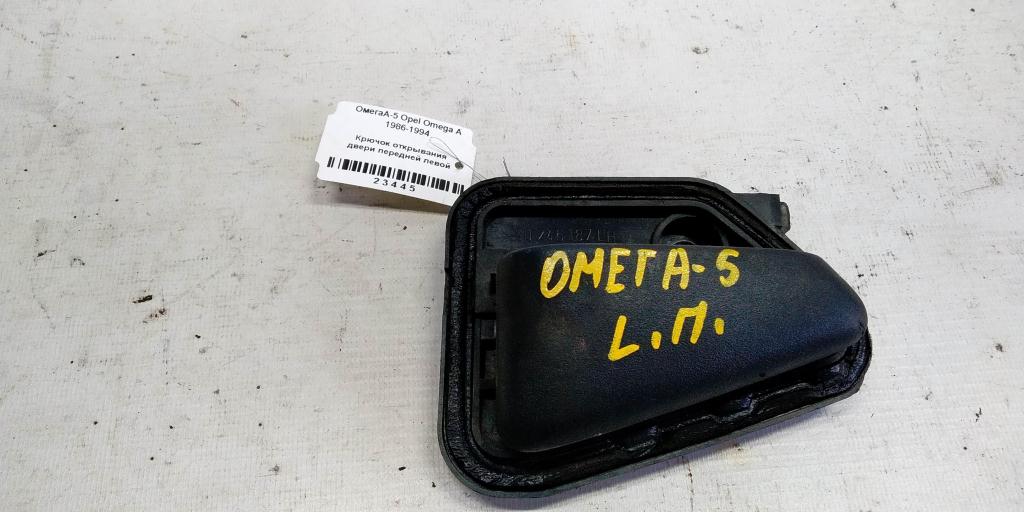 ОмегаА-5 Opel Omega A
1986-1994
Крючок открывания
двери передней левой
23445
ОМЕГА-5
L.П.